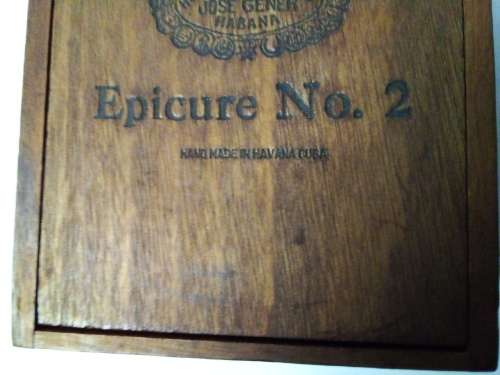 JOSE GENER
HABANA
Epicure No. 2
HAND MADE IN HAVANA CUBA